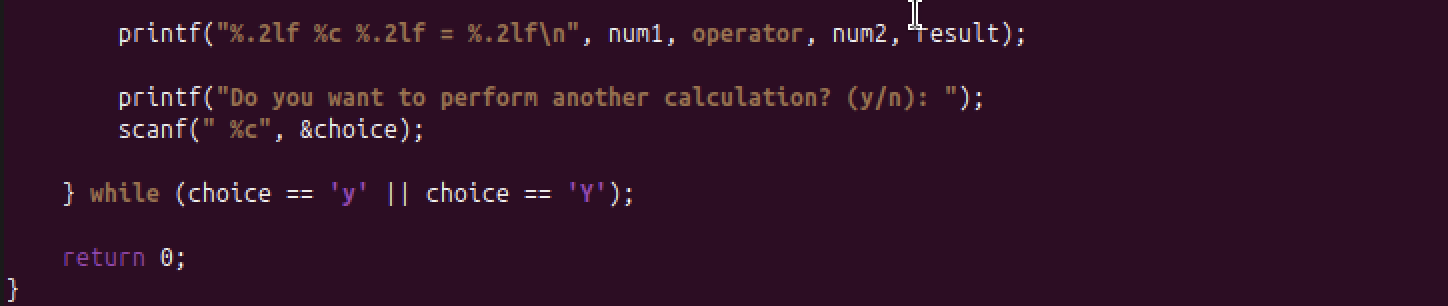 printf("%.2lf %c %.2lf = %.2lf\n", num1, operator, num2, result);
printf("Do you want to perform another calculation? (y/n): ");
scanf(" %c", &choice);
} while (choice == 'y' || choice == 'Y');
return 0;
}